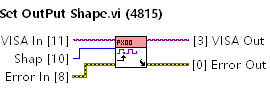 Set OutPut Shape.vi (4815)
VISA In [11]
PXDD
[3] VISA Out
Shap [10]
Error In [8]
[0] Error Out